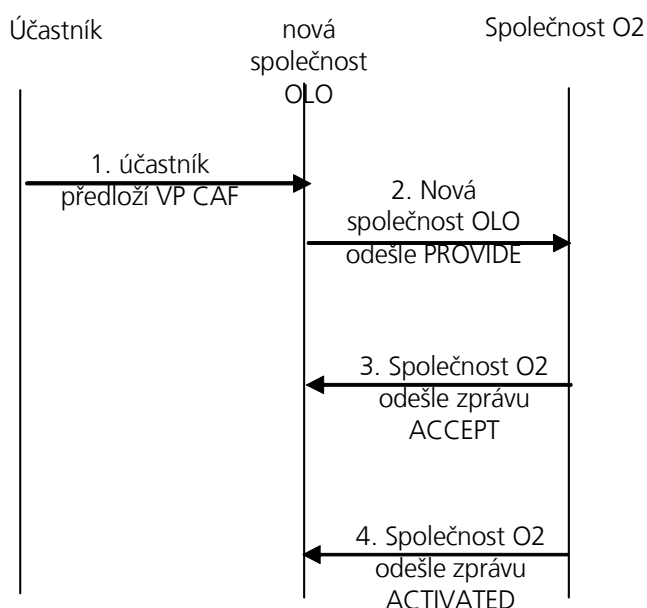 Účastník
nová
společnost
OLO
Společnost O2
1. účastník
předloží VP CAF
2. Nová
společnost OLO
odešle PROVIDE
3. Společnost O2
odešle zprávu
ACCEPT
4. Společnost O2
odešle zprávu
ACTIVATED